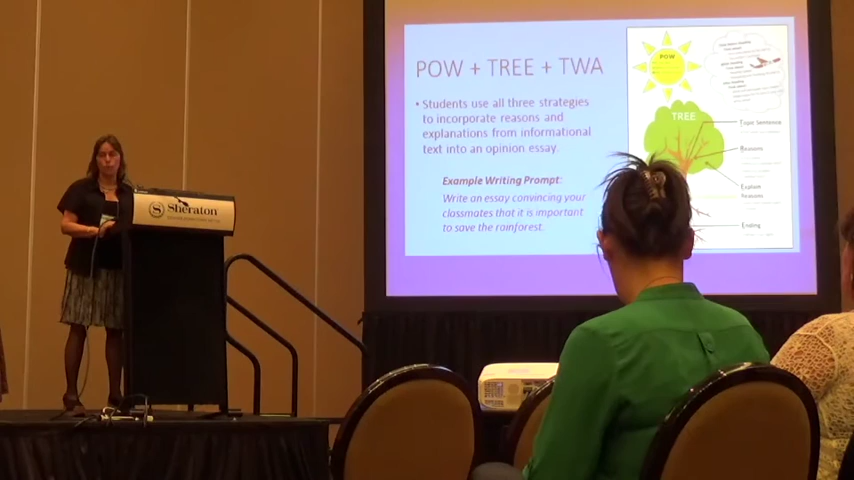 POW + TREE + TWA
• Students use all three strategies
to incorporate reasons and
explanations from informational
text into an opinion essay.
Example Writing Prompt:
Write an essay convincing your
classmates that it is important
to save the rainforest.
POW
TREE
Topic Sentence
Reasons
Explain
Reasons
Ending
S
Sheraton